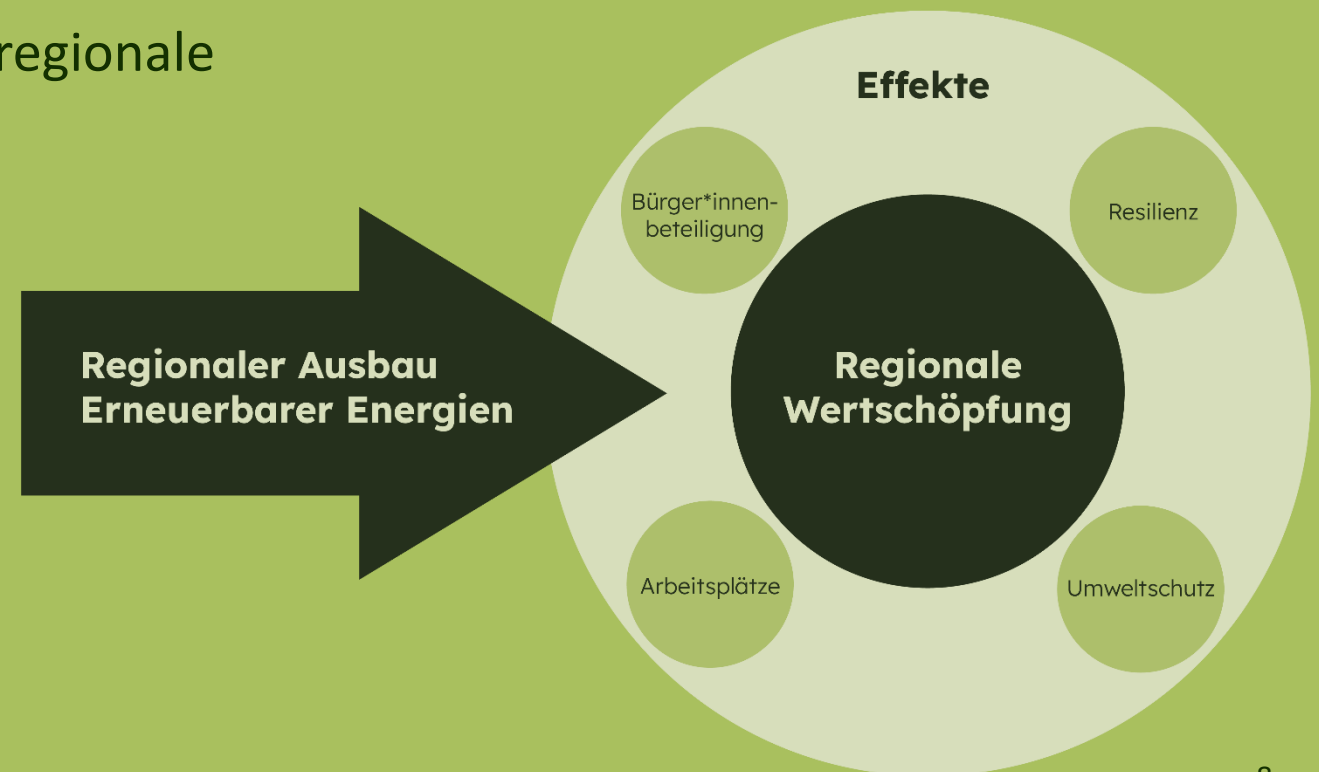 regionale
Effekte
Bürger*innen-
beteiligung
Resilienz
Regionaler Ausbau
Erneuerbarer Energien
Regionale
Wertschöpfung
Arbeitsplätze
Umweltschutz